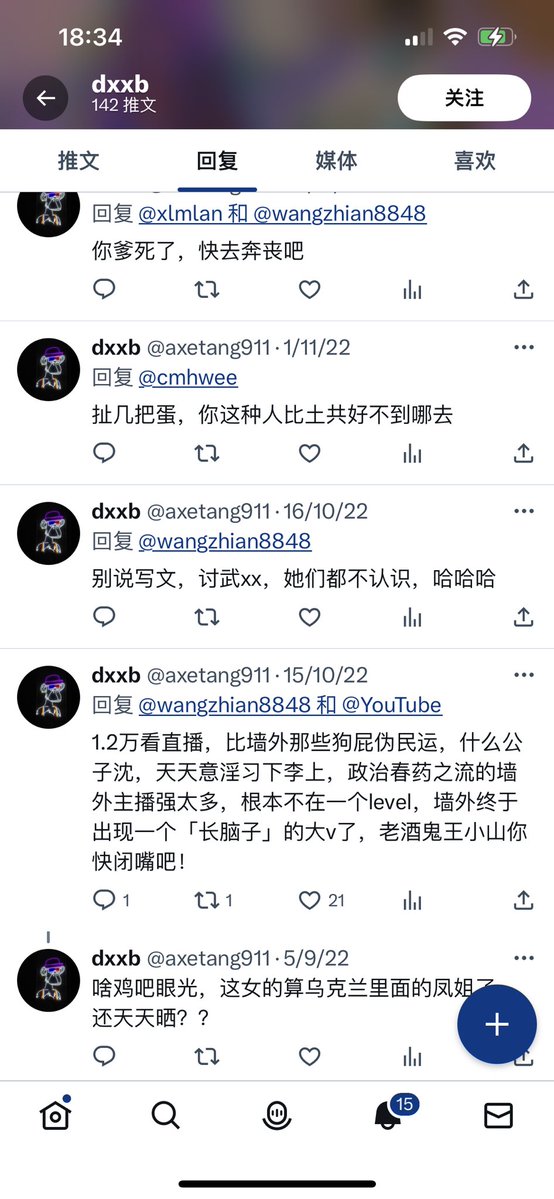 18:34
dxxb
142 推文
关注
推文 回复 媒体 喜欢
回复 @xlmlan 和 @wangzhian8848
你爹死了，快去奔丧吧
dxxb @axetang911 · 1/11/22
回复 @cmhwee
扯几把蛋，你这种人比土共好不到哪去
dxxb @axetang911 · 16/10/22
回复 @wangzhian8848
别说写文，讨武xx，她们都不认识，哈哈哈
dxxb @axetang911 · 15/10/22
回复 @wangzhian8848 和 @YouTube
1.2万看直播，比墙外那些狗屁伪民运，什么公
子沈，天天意淫习下李上，政治春药之流的墙
外主播强太多，根本不在一个level，墙外终于
出现一个「长脑子」的大v了，老酒鬼王小山你
快闭嘴吧！
1 1 21
dxxb @axetang911 · 5/9/22
啥鸡吧眼光，这女的算乌克兰里面的凤姐了
还天天晒？？
15